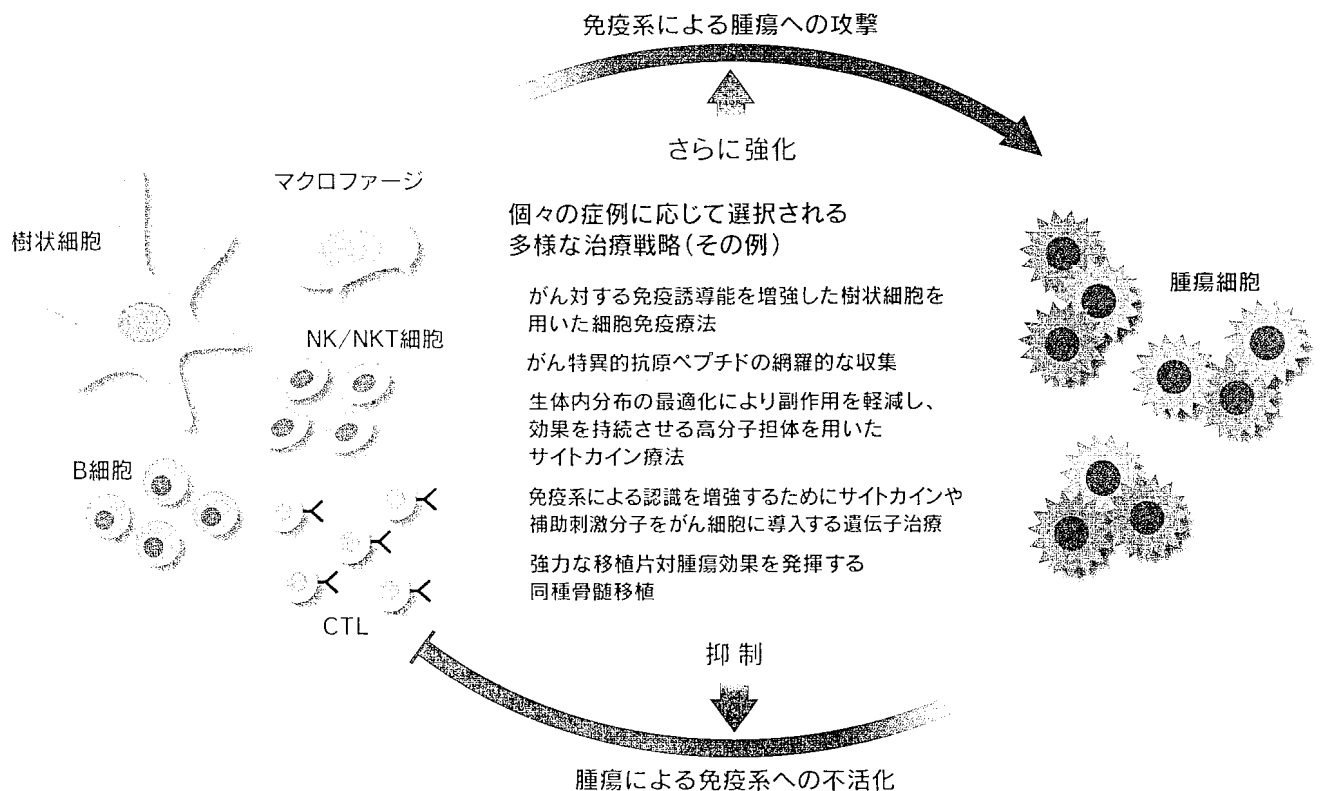 免疫系による腫瘍への攻撃
さらに強化
マクロファージ
樹状細胞
個々の症例に応じて選択される
多様な治療戦略(その例)
腫瘍細胞
がん対する免疫誘導能を増強した樹状細胞を
用いた細胞免疫療法
NK/NKT細胞
がん特異的抗原ペプチドの網羅的な収集
生体内分布の最適化により副作用を軽減し、
効果を持続させる高分子担体を用いた
サイトカイン療法
B細胞
免疫系による認識を増強するためにサイトカインや
補助刺激分子をがん細胞に導入する遺伝子治療
強力な移植片対腫瘍効果を発揮する
同種骨髄移植
CTL
抑制
腫瘍による免疫系への不活化